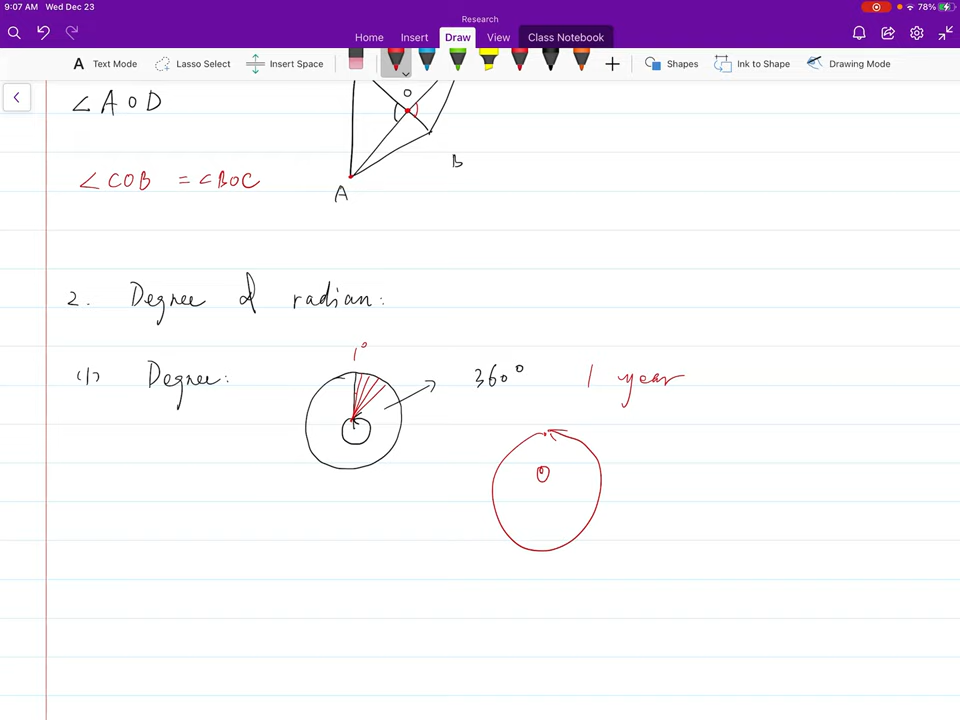 9:07 AM Wed Dec 23
78%
Research
Home Insert Draw View Class Notebook
A Text Mode Lasso Select Insert Space Shapes Ink to Shape Drawing Mode
∠AOD
O
B
∠COB = ∠BOC
A
2. Degree & radian:
1°
(1) Degree: 360° 1 year